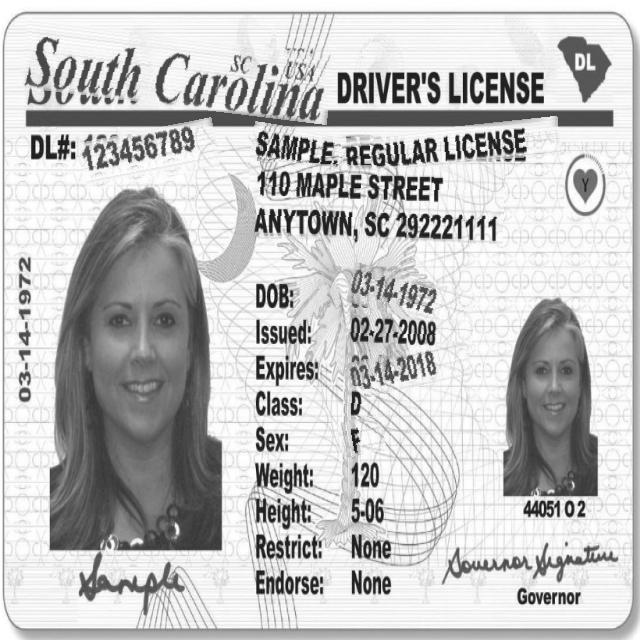 South Carolina
SC
USA
DRIVER'S LICENSE
DL
DL#: 123456789
SAMPLE, REGULAR LICENSE
110 MAPLE STREET
ANYTOWN, SC 292221111
Y
03-14-1972
DOB: 03-14-1972
Issued: 02-27-2008
Expires: 03-14-2018
Class: D
Sex: F
Weight: 120
Height: 5-06
Restrict: None
Endorse: None
44051 O 2
Sample
Governor Signature
Governor